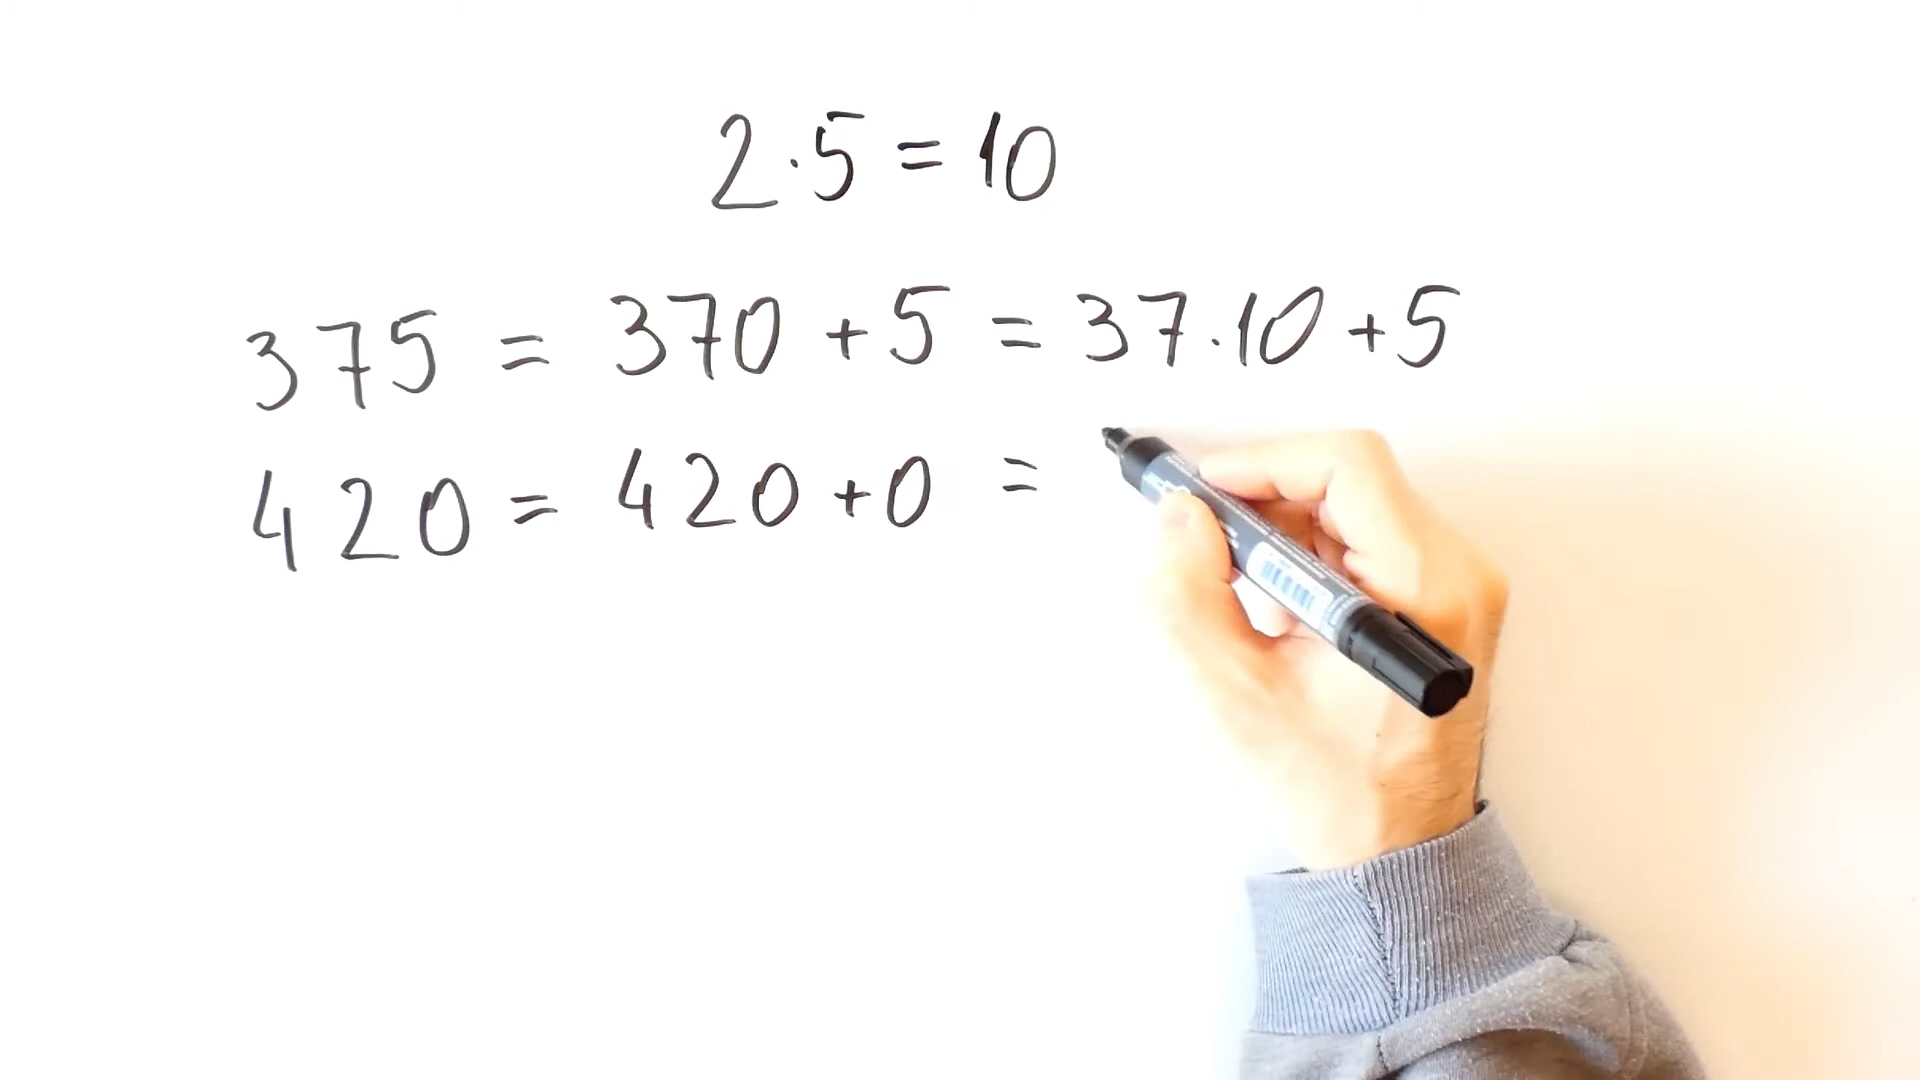 2·5 = 10
375 = 370 + 5 = 37·10 + 5
420 = 420 + 0 =